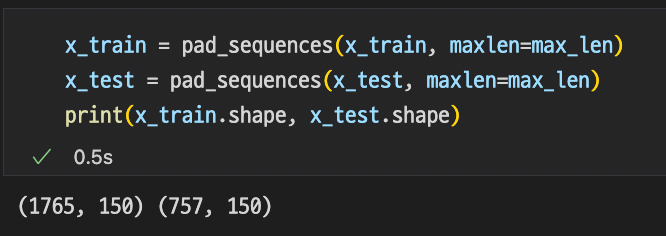 x_train = pad_sequences(x_train, maxlen=max_len)
x_test = pad_sequences(x_test, maxlen=max_len)
print(x_train.shape, x_test.shape)
0.5s
(1765, 150) (757, 150)